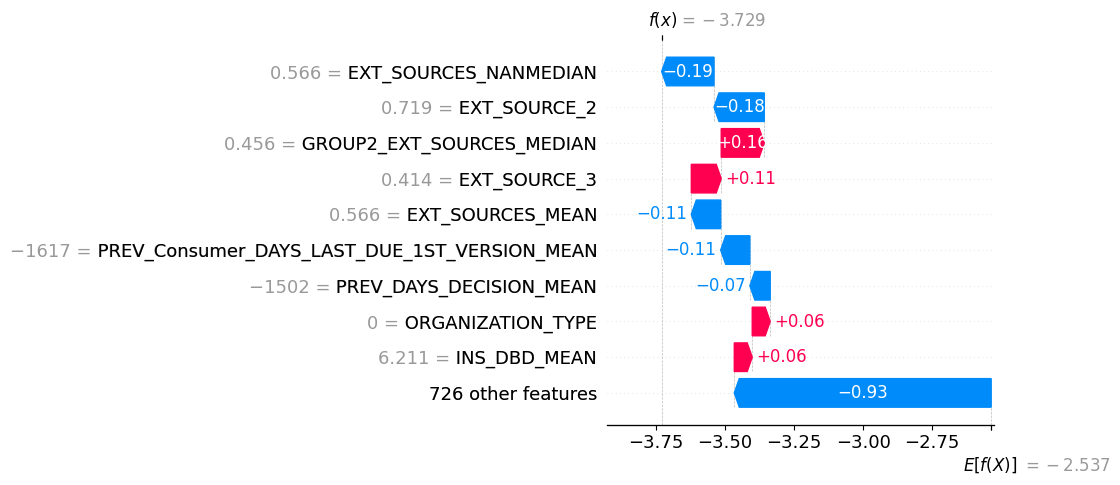 f(x) = −3.729
0.566 = EXT_SOURCES_NANMEDIAN −0.19
0.719 = EXT_SOURCE_2 −0.18
0.456 = GROUP2_EXT_SOURCES_MEDIAN +0.16
0.414 = EXT_SOURCE_3 +0.11
0.566 = EXT_SOURCES_MEAN −0.11
−1617 = PREV_Consumer_DAYS_LAST_DUE_1ST_VERSION_MEAN −0.11
−1502 = PREV_DAYS_DECISION_MEAN −0.07
0 = ORGANIZATION_TYPE +0.06
6.211 = INS_DBD_MEAN +0.06
726 other features −0.93
−3.75 −3.50 −3.25 −3.00 −2.75
E[f(X)] = −2.537